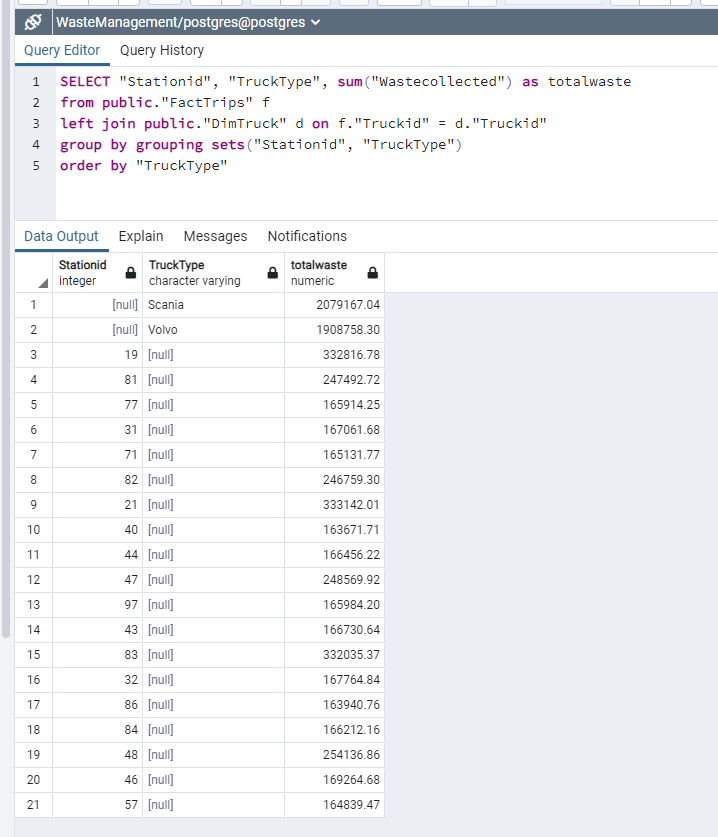 WasteManagement/postgres@postgres
Query Editor Query History
1 SELECT "Stationid", "TruckType", sum("Wastecollected") as totalwaste
2 from public."FactTrips" f
3 left join public."DimTruck" d on f."Truckid" = d."Truckid"
4 group by grouping sets("Stationid", "TruckType")
5 order by "TruckType"
Data Output Explain Messages Notifications
Stationid TruckType totalwaste
integer character varying numeric
1 [null] Scania 2079167.04
2 [null] Volvo 1908758.30
3 19 [null] 332816.78
4 81 [null] 247492.72
5 77 [null] 165914.25
6 31 [null] 167061.68
7 71 [null] 165131.77
8 82 [null] 246759.30
9 21 [null] 333142.01
10 40 [null] 163671.71
11 44 [null] 166456.22
12 47 [null] 248569.92
13 97 [null] 165984.20
14 43 [null] 166730.64
15 83 [null] 332035.37
16 32 [null] 167764.84
17 86 [null] 163940.76
18 84 [null] 166212.16
19 48 [null] 254136.86
20 46 [null] 169264.68
21 57 [null] 164839.47